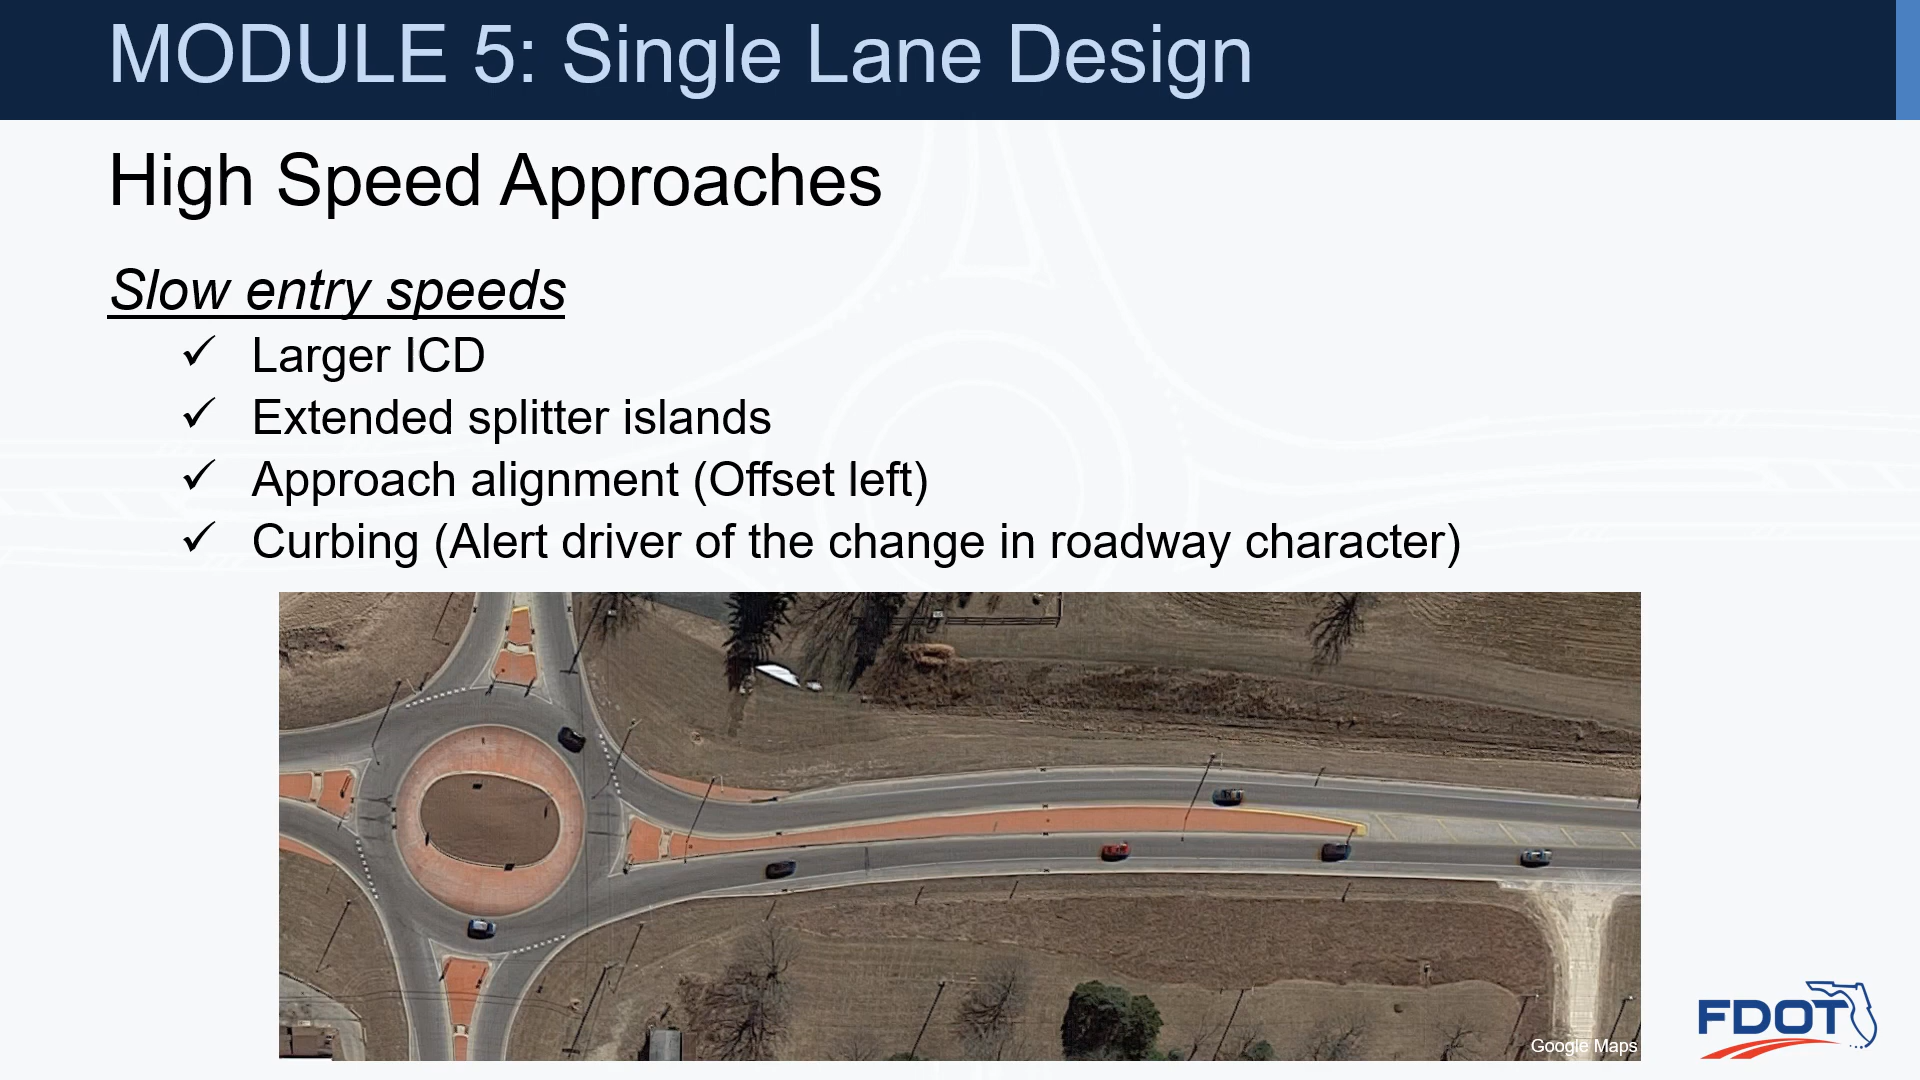 MODULE 5: Single Lane Design
High Speed Approaches
Slow entry speeds
✓ Larger ICD
✓ Extended splitter islands
✓ Approach alignment (Offset left)
✓ Curbing (Alert driver of the change in roadway character)
Google Maps
FDOT